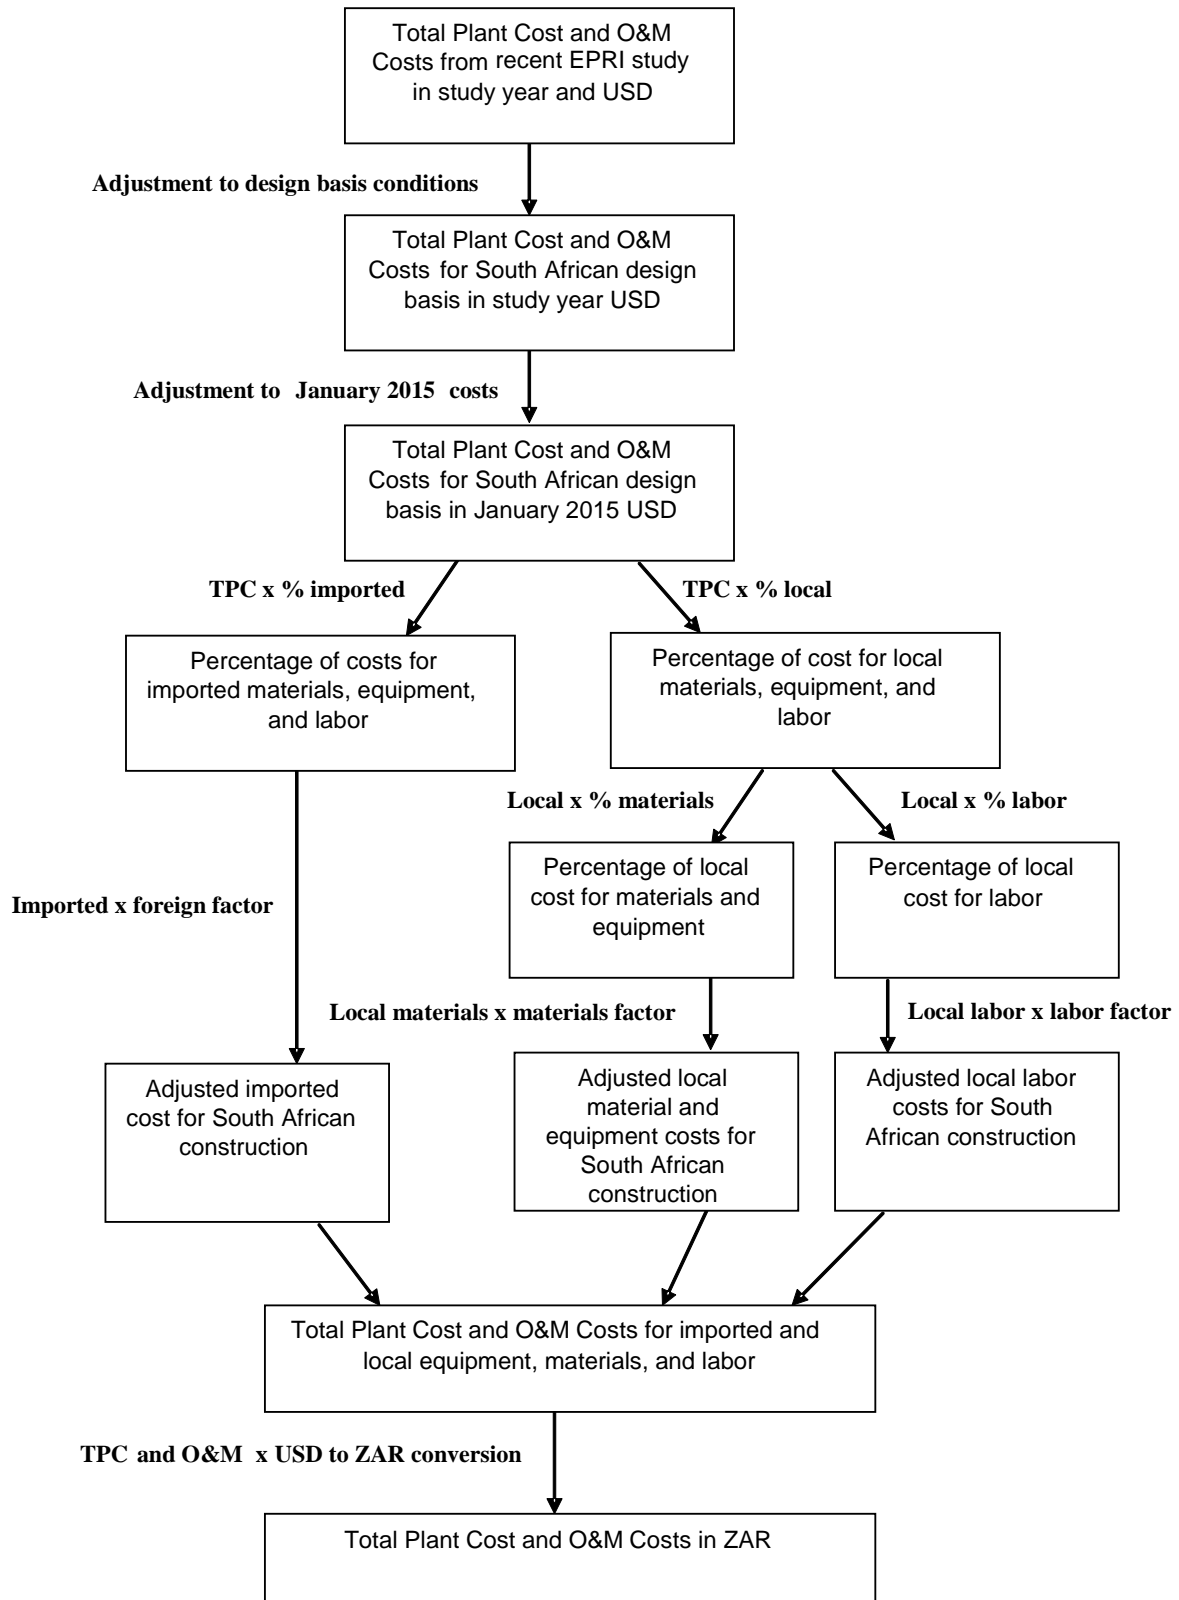 Total Plant Cost and O&M
Costs from recent EPRI study
in study year and USD
Adjustment to design basis conditions
Total Plant Cost and O&M
Costs for South African design
basis in study year USD
Adjustment to January 2015 costs
Total Plant Cost and O&M
Costs for South African design
basis in January 2015 USD
TPC x % imported
TPC x % local
Percentage of costs for
imported materials, equipment,
and labor
Percentage of cost for local
materials, equipment, and
labor
Local x % materials
Local x % labor
Percentage of local
cost for materials and
equipment
Percentage of local
cost for labor
Imported x foreign factor
Local materials x materials factor
Local labor x labor factor
Adjusted imported
cost for South African
construction
Adjusted local
material and
equipment costs for
South African
construction
Adjusted local labor
costs for South
African construction
Total Plant Cost and O&M Costs for imported and
local equipment, materials, and labor
TPC and O&M x USD to ZAR conversion
Total Plant Cost and O&M Costs in ZAR